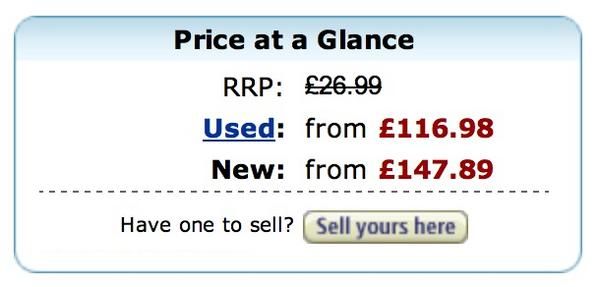 Price at a Glance
RRP: £26.99
Used: from £116.98
New: from £147.89
Have one to sell? Sell yours here